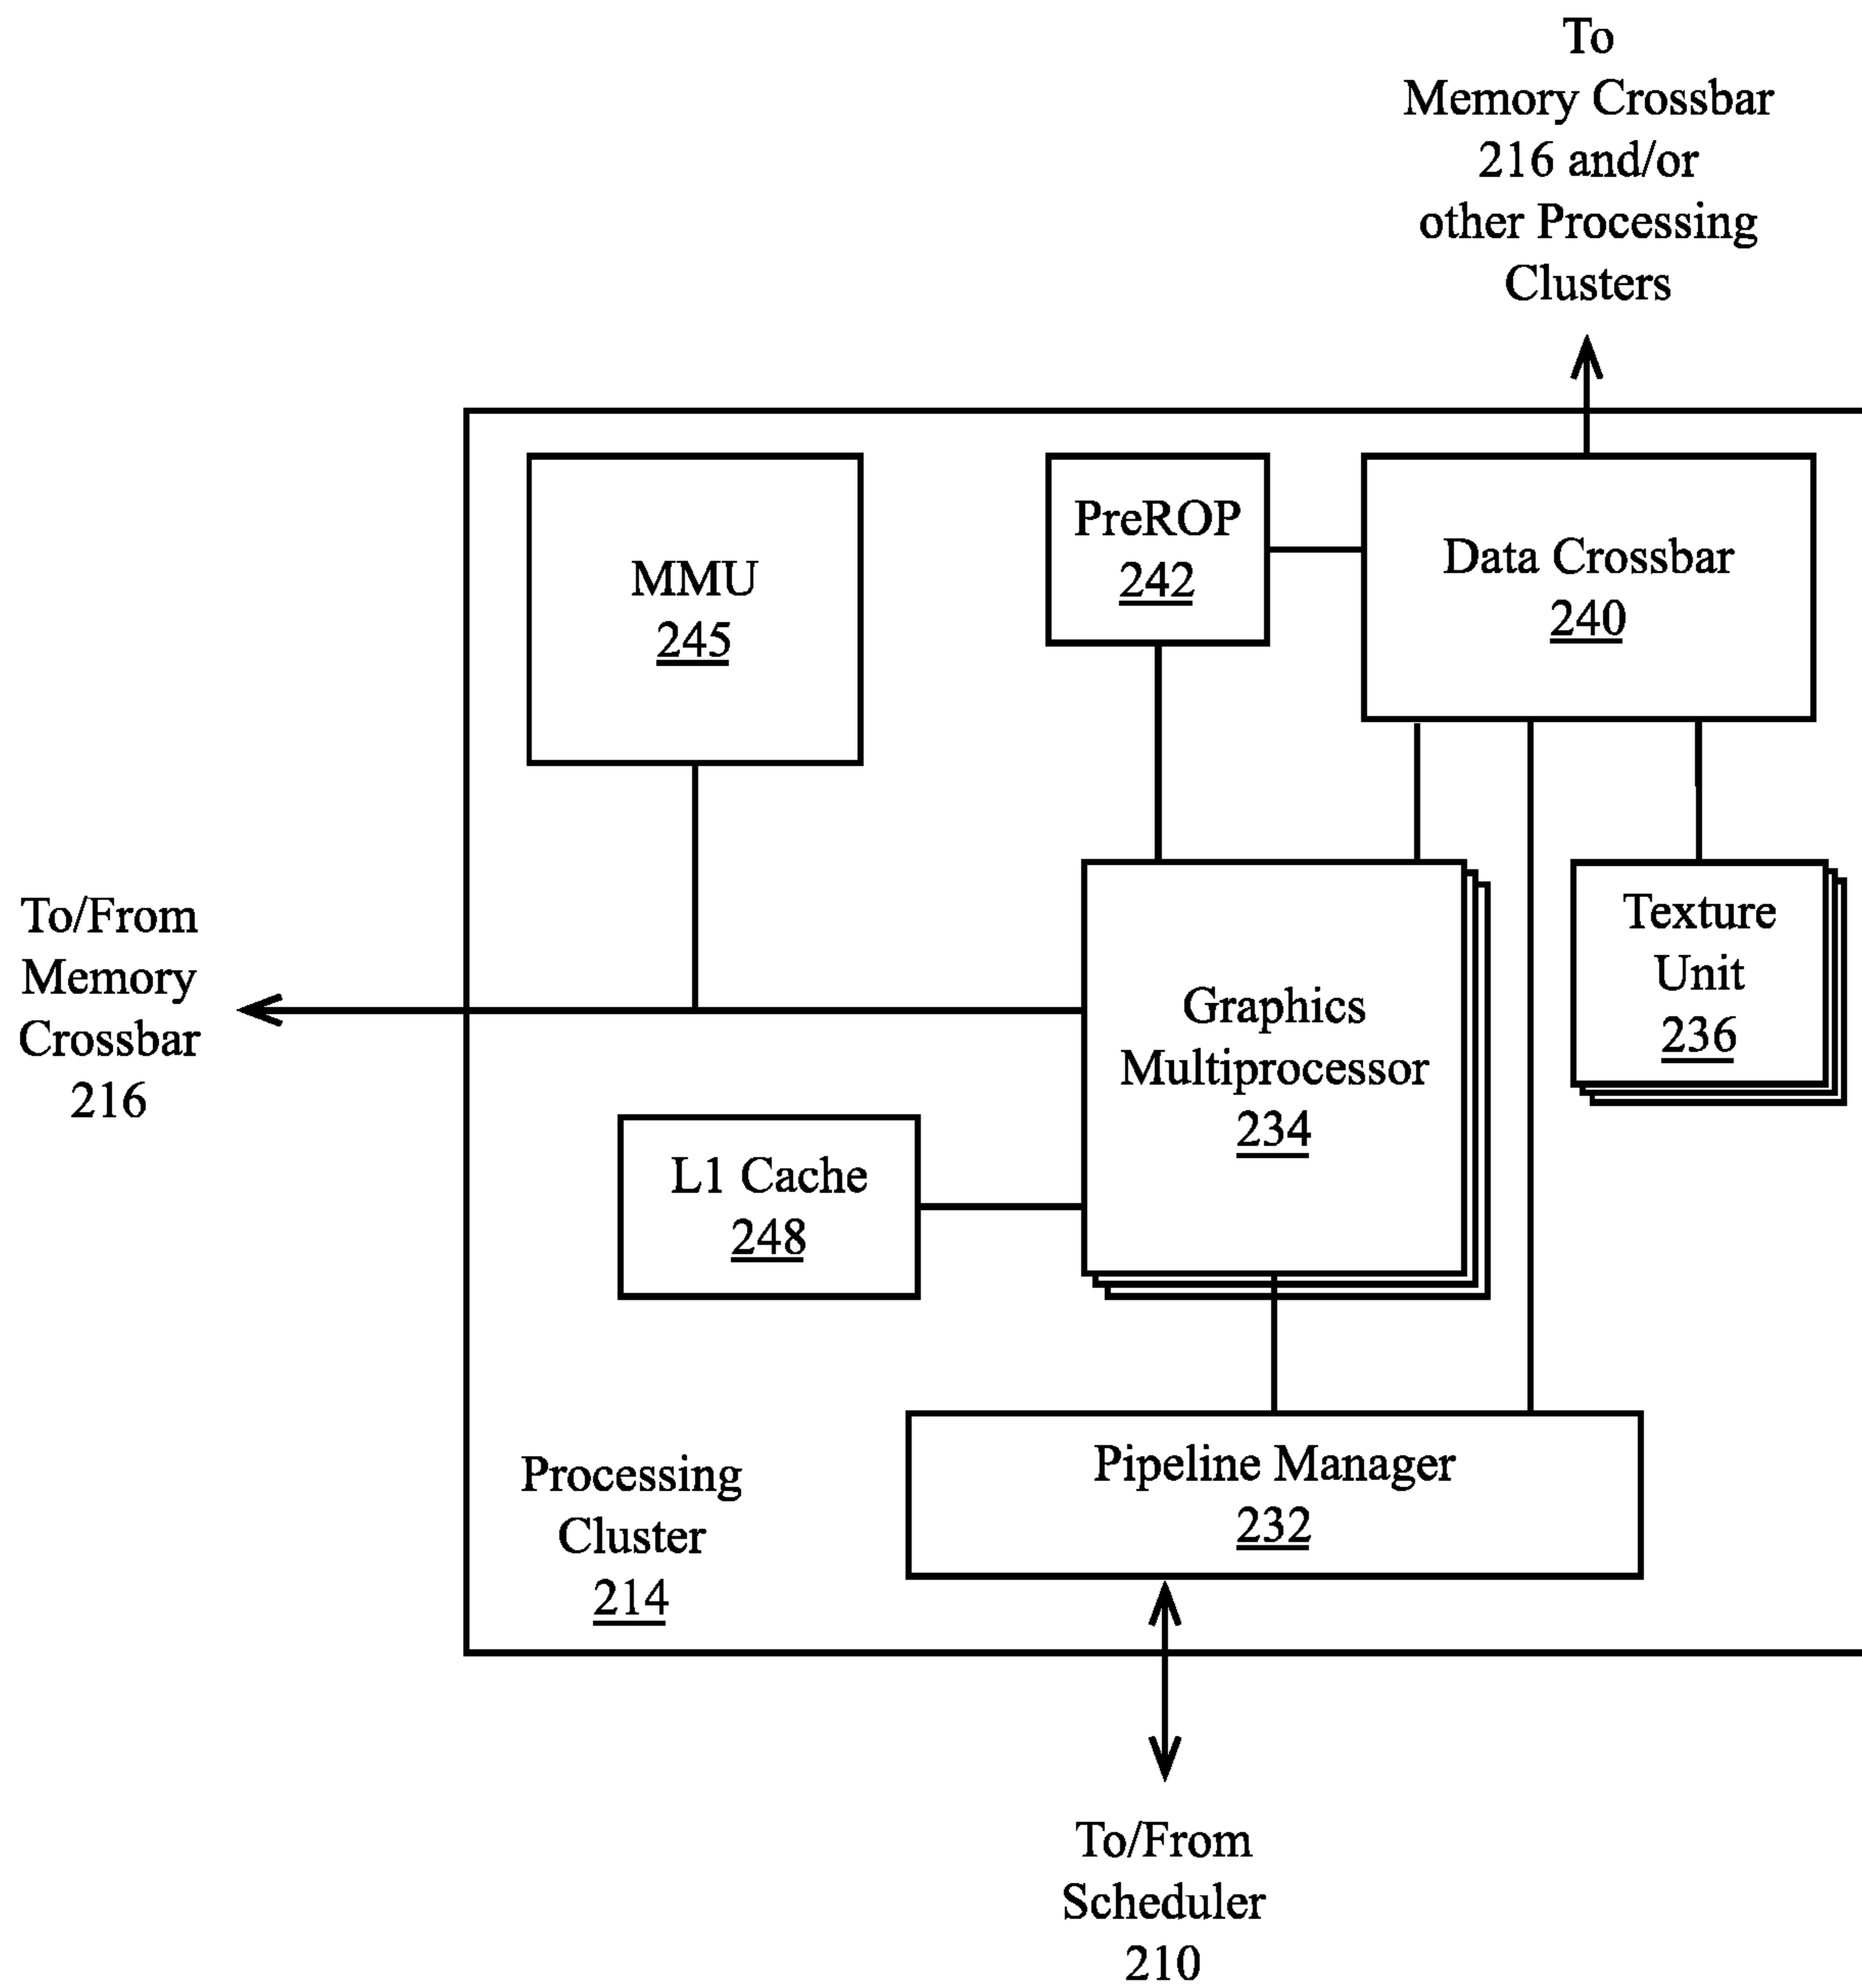 To
Memory Crossbar
216 and/or
other Processing
Clusters
MMU
245
PreROP
242
Data Crossbar
240
To/From
Memory
Crossbar
216
Graphics
Multiprocessor
234
Texture
Unit
236
L1 Cache
248
Pipeline Manager
232
Processing
Cluster
214
To/From
Scheduler
210